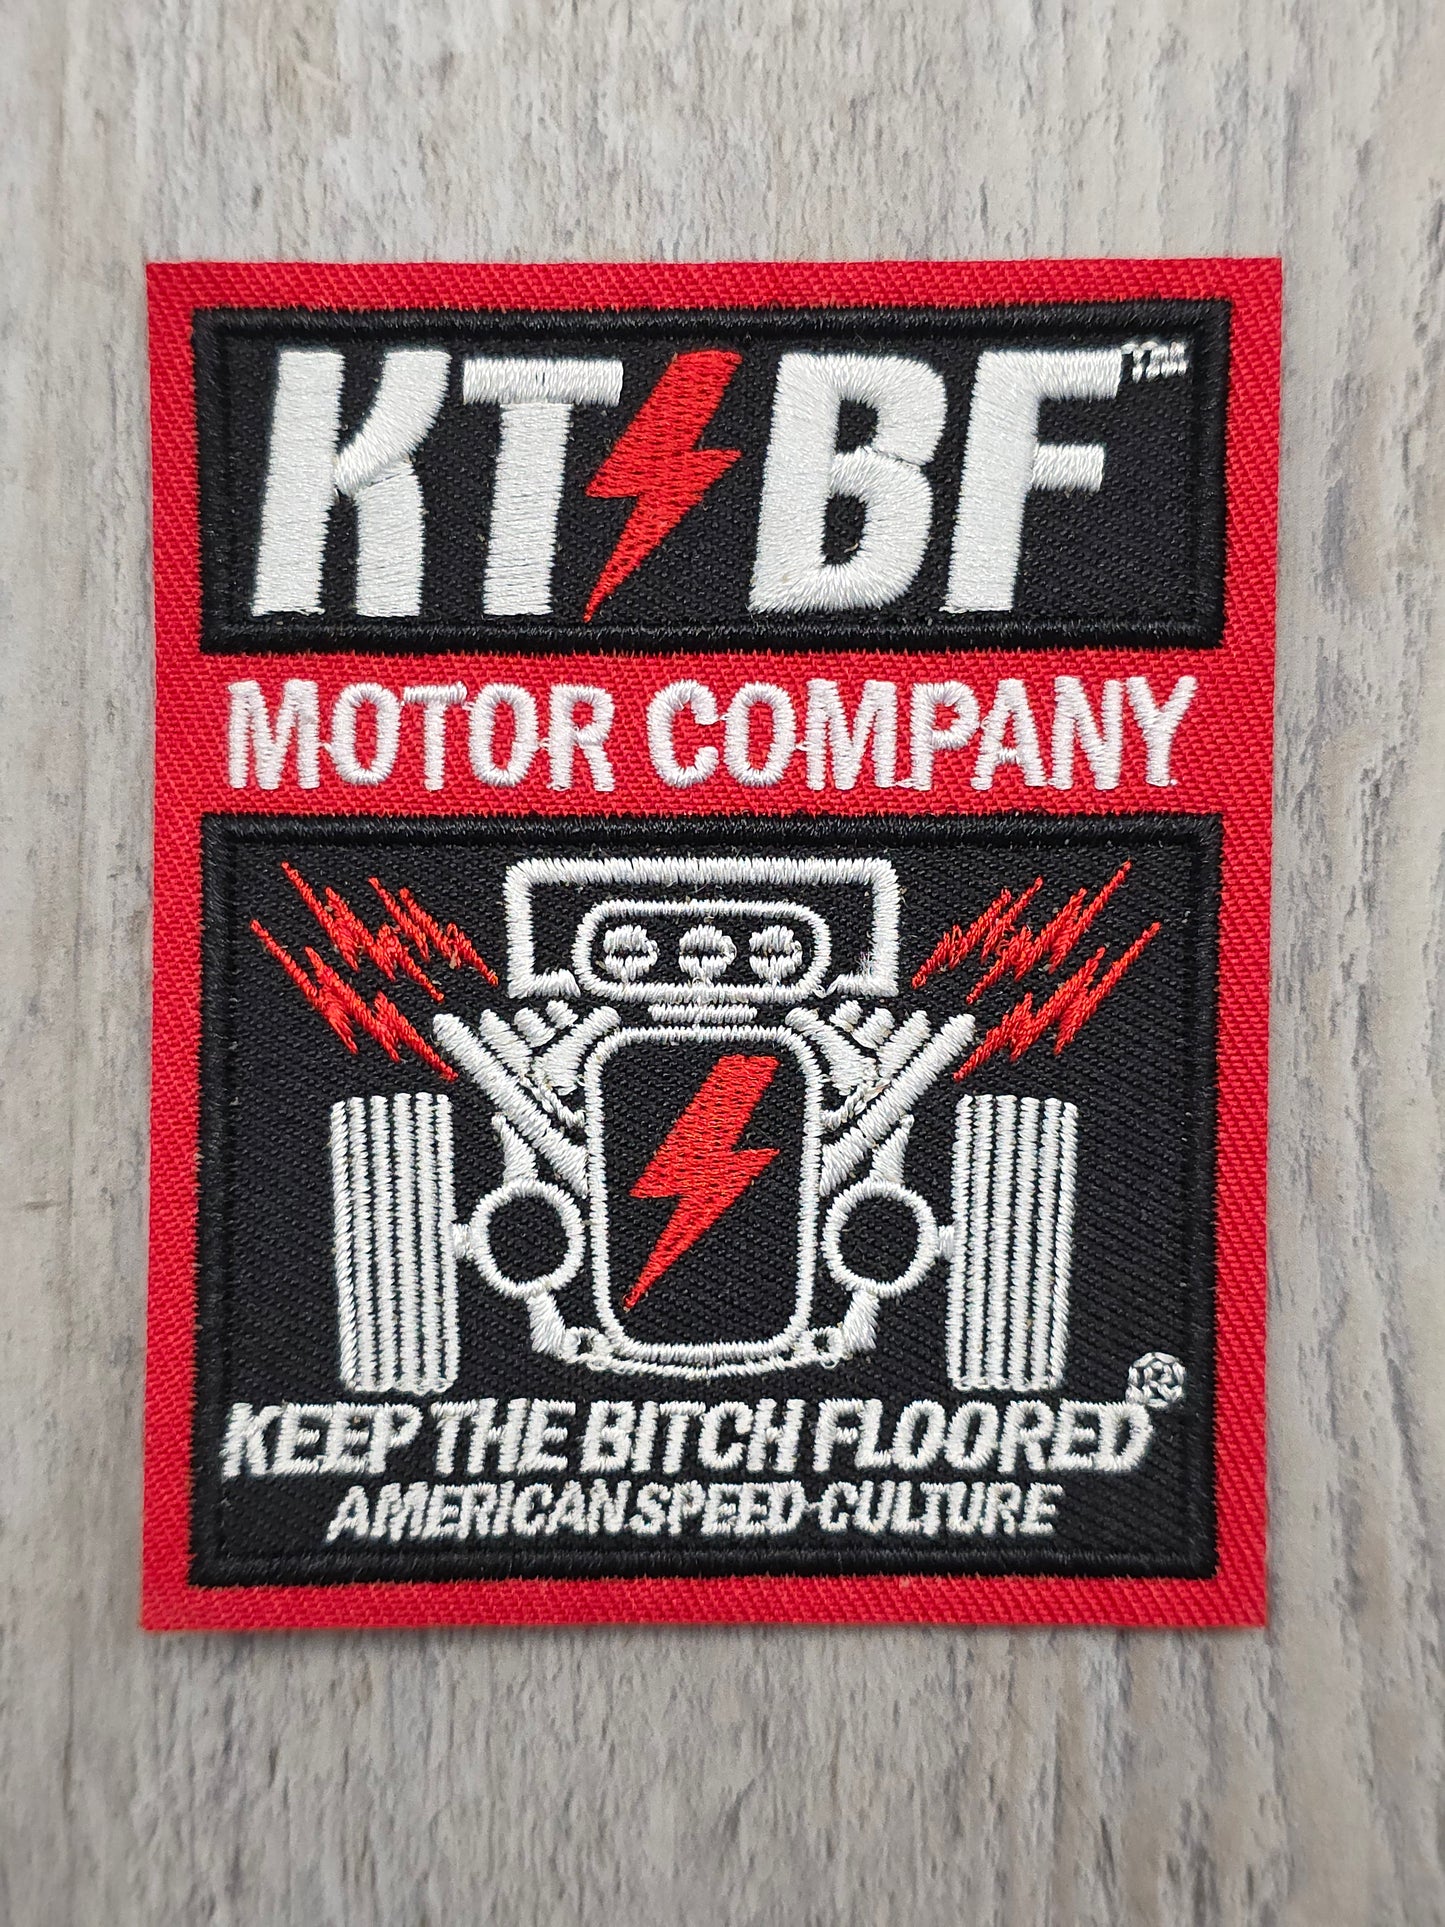 KT BF™
MOTOR COMPANY
KEEP THE BITCH FLOORED®
AMERICAN SPEED-CULTURE